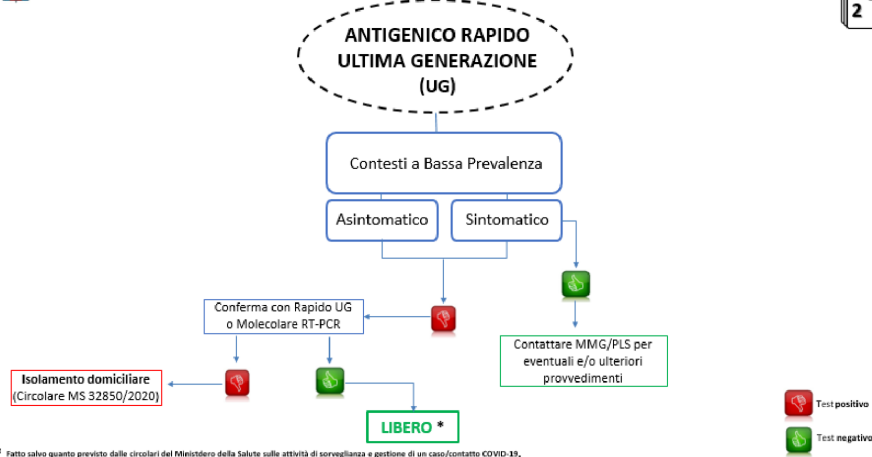 2
ANTIGENICO RAPIDO
ULTIMA GENERAZIONE
(UG)
Contesti a Bassa Prevalenza
Asintomatico
Sintomatico
Conferma con Rapido UG
o Molecolare RT-PCR
Contattare MMG/PLS per
eventuali e/o ulteriori
provvedimenti
Isolamento domiciliare
(Circolare MS 32850/2020)
LIBERO *
Test positivo
Test negativo
* Fatto salvo quanto previsto dalle circolari del Ministdero della Salute sulle attività di sorveglianza e gestione di un caso/contatto COVID-19.